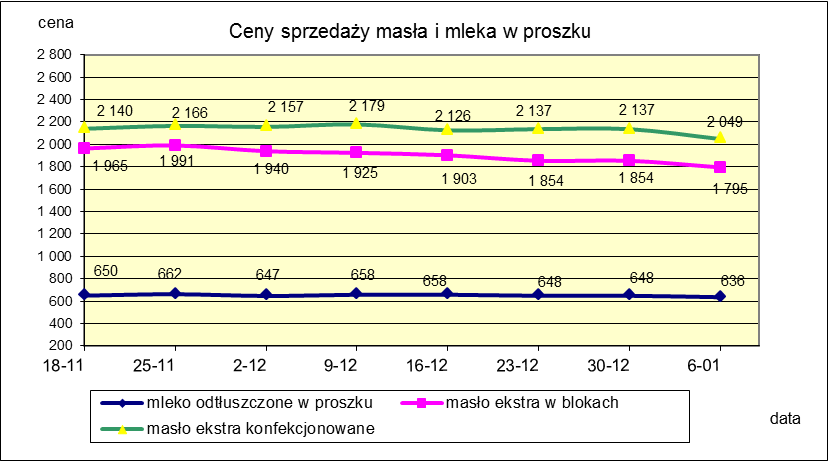 cena
Ceny sprzedaży masła i mleka w proszku
2 800
2 600
2 400
2 200
2 000
1 800
1 600
1 400
1 200
1 000
800
600
400
200
2 140 2 166 2 157 2 179 2 126 2 137 2 137 2 049
1 965 1 991 1 940 1 925 1 903 1 854 1 854 1 795
650 662 647 658 658 648 648 636
18-11 25-11 2-12 9-12 16-12 23-12 30-12 6-01
mleko odtłuszczone w proszku masło ekstra w blokach
masło ekstra konfekcjonowane
data